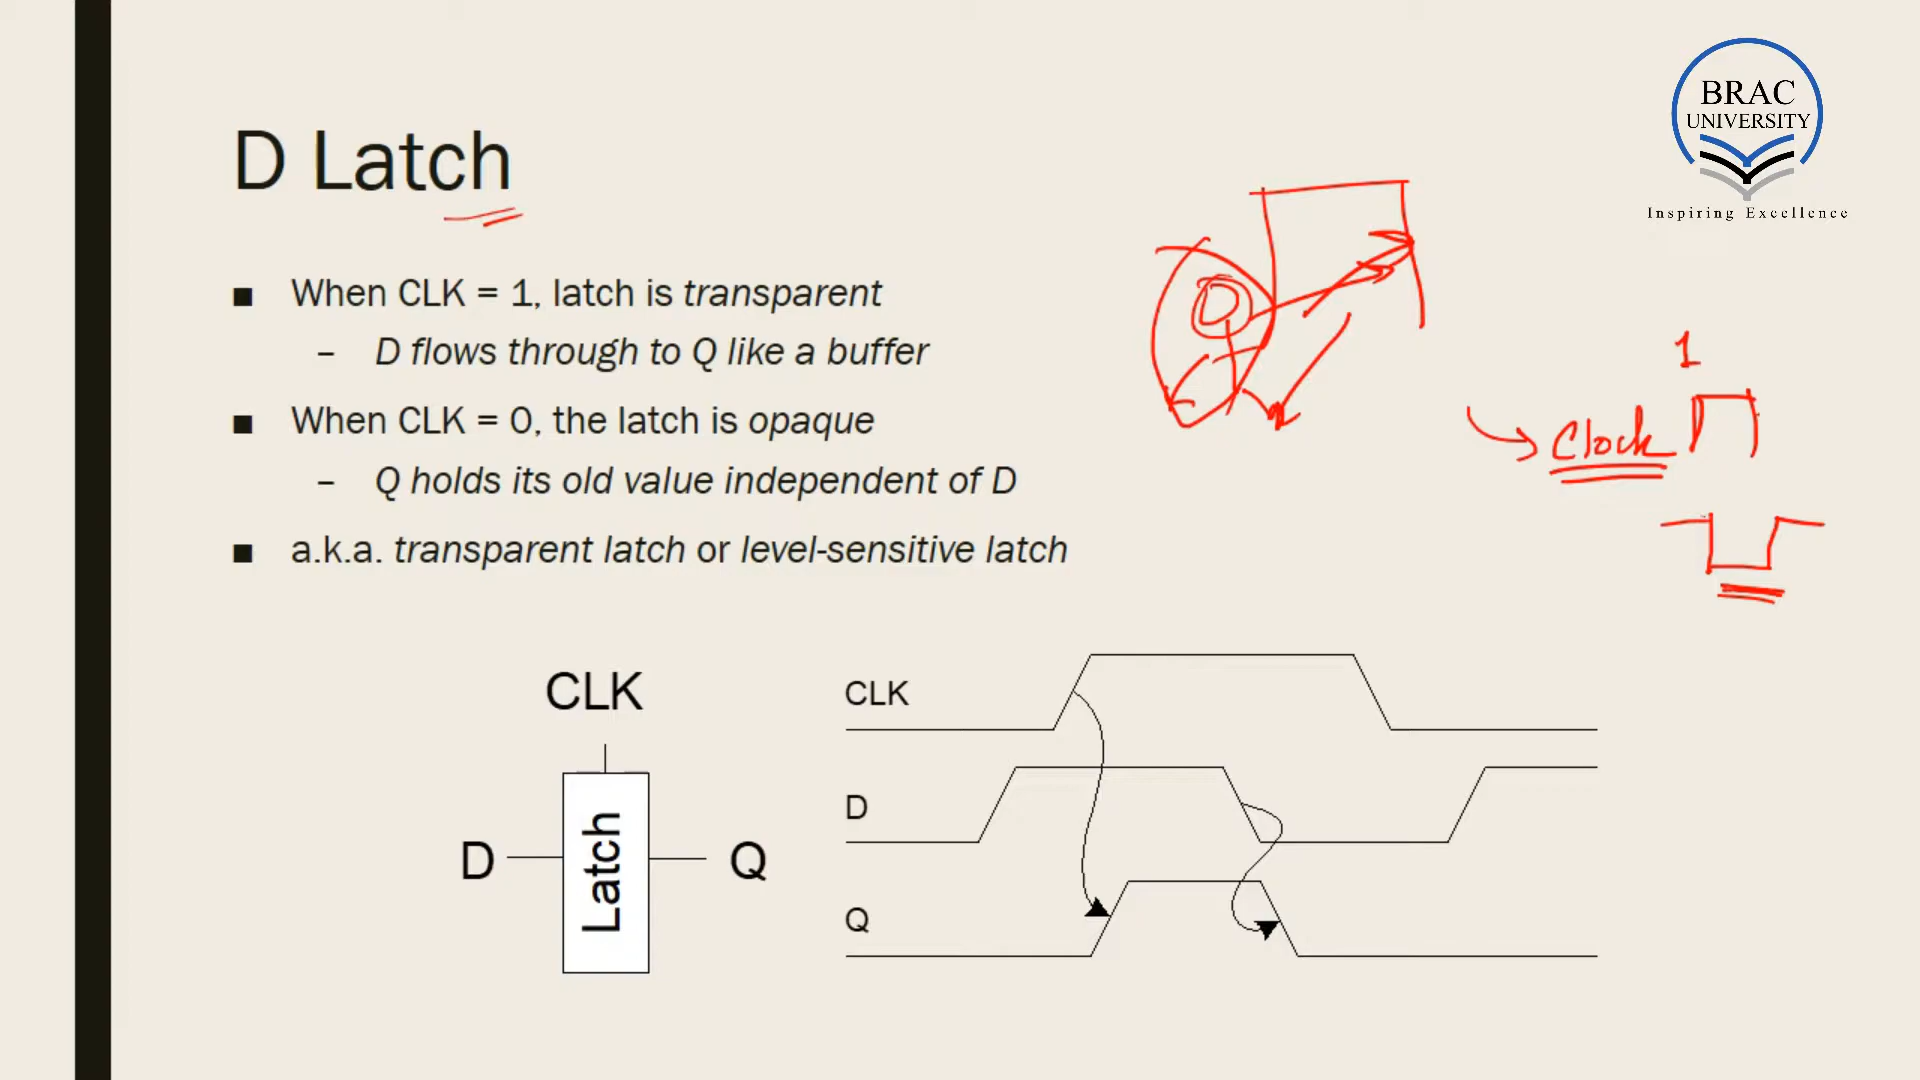 BRAC
UNIVERSITY
Inspiring Excellence
D Latch
■ When CLK = 1, latch is transparent
– D flows through to Q like a buffer
■ When CLK = 0, the latch is opaque
– Q holds its old value independent of D
■ a.k.a. transparent latch or level-sensitive latch
D
1
Clock
CLK
D
Latch
Q
CLK
D
Q